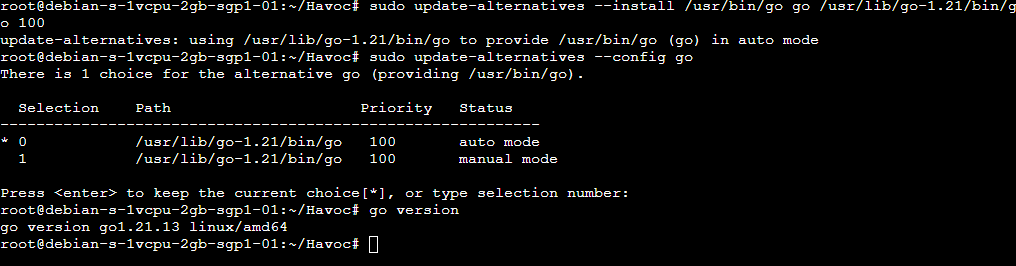 root@debian-s-1vcpu-2gb-sgp1-01:~/Havoc# sudo update-alternatives --install /usr/bin/go go /usr/lib/go-1.21/bin/g
o 100
update-alternatives: using /usr/lib/go-1.21/bin/go to provide /usr/bin/go (go) in auto mode
root@debian-s-1vcpu-2gb-sgp1-01:~/Havoc# sudo update-alternatives --config go
There is 1 choice for the alternative go (providing /usr/bin/go).
Selection Path Priority Status
------------------------------------------------------------
* 0 /usr/lib/go-1.21/bin/go 100 auto mode
1 /usr/lib/go-1.21/bin/go 100 manual mode
Press <enter> to keep the current choice[*], or type selection number:
root@debian-s-1vcpu-2gb-sgp1-01:~/Havoc# go version
go version go1.21.13 linux/amd64
root@debian-s-1vcpu-2gb-sgp1-01:~/Havoc#